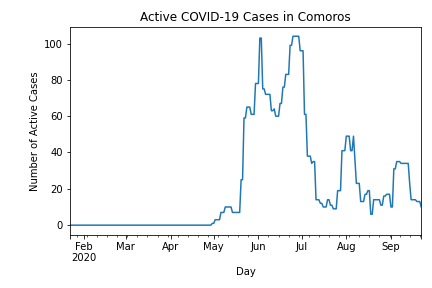 Active COVID-19 Cases in Comoros
Number of Active Cases
100
80
60
40
20
0
Feb Mar Apr May Jun Jul Aug Sep
2020
Day